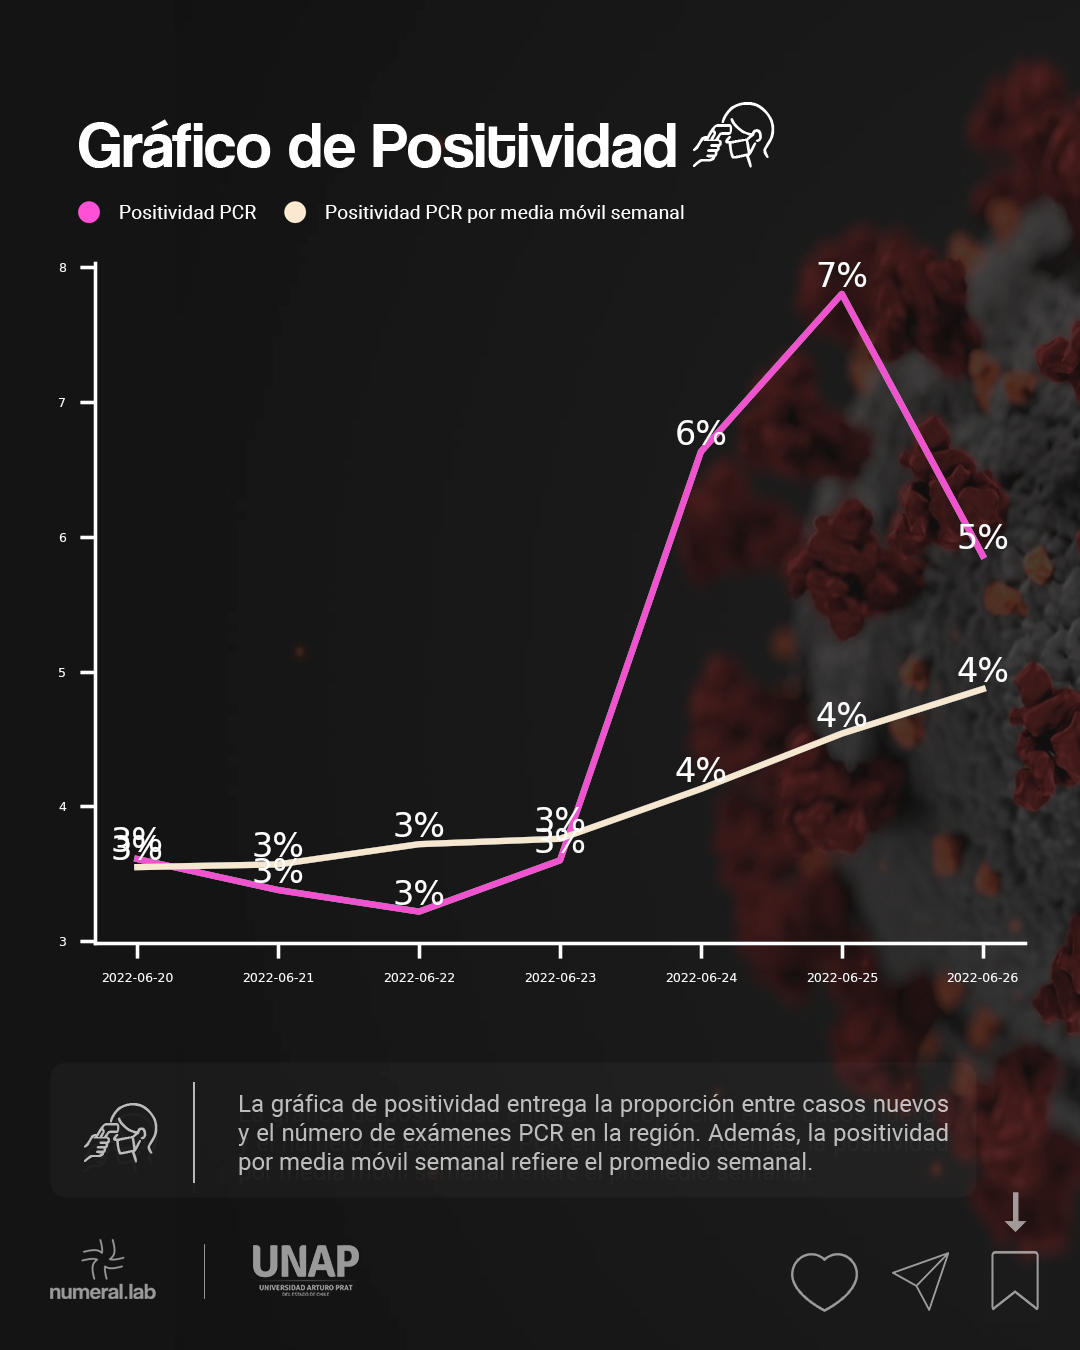 Gráfico de Positividad
Positividad PCR
Positividad PCR por media móvil semanal
8
7
6
5
4
3
7%
6%
5%
4%
4%
4%
3%
3%
3%
3%
3%
3%
3%
3%
2022-06-20
2022-06-21
2022-06-22
2022-06-23
2022-06-24
2022-06-25
2022-06-26
La gráfica de positividad entrega la proporción entre casos nuevos
y el número de exámenes PCR en la región. Además, la positividad
por media móvil semanal refiere el promedio semanal.
numeral.lab
UNAP
UNIVERSIDAD ARTURO PRAT
DEL ESTADO DE CHILE